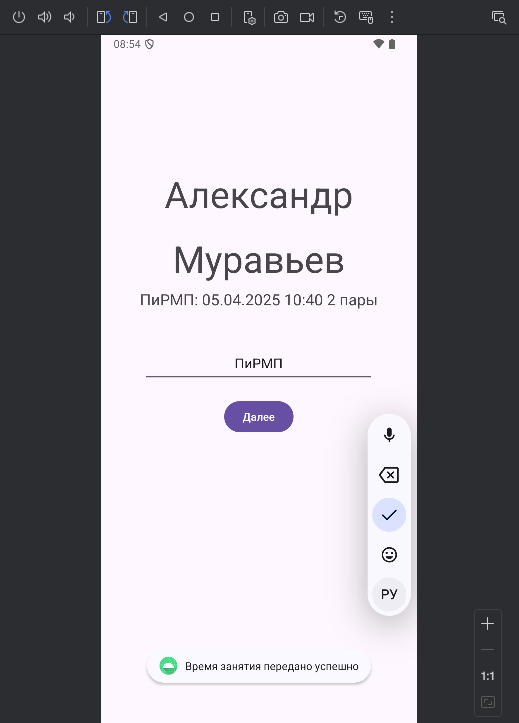 08:54
Александр
Муравьев
ПиРМП: 05.04.2025 10:40 2 пары
ПиРМП
Далее
РУ
1:1
Время занятия передано успешно